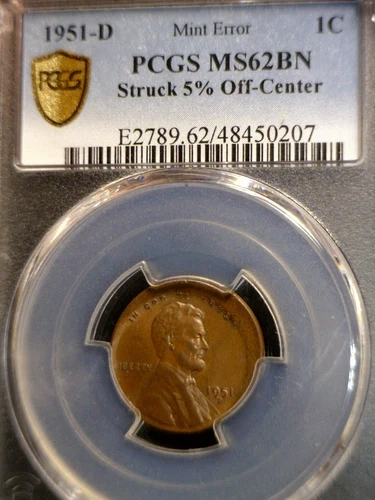 1951-D Mint Error 1C
PCGS MS62BN
Struck 5% Off-Center
PCGS
E2789.62/48450207
IN GOD WE
LIBERTY
1951
D